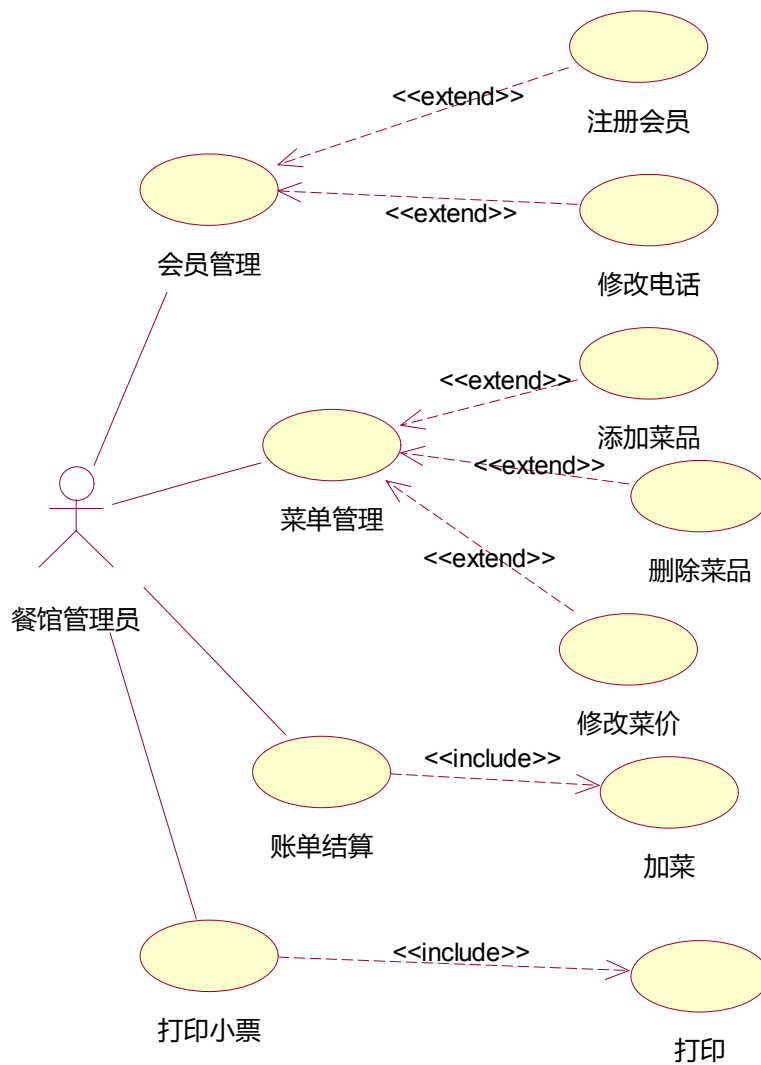 <<extend>>
注册会员
<<extend>>
会员管理
修改电话
<<extend>>
添加菜品
<<extend>>
菜单管理
<<extend>>
删除菜品
餐馆管理员
修改菜价
<<include>>
账单结算
加菜
<<include>>
打印小票
打印